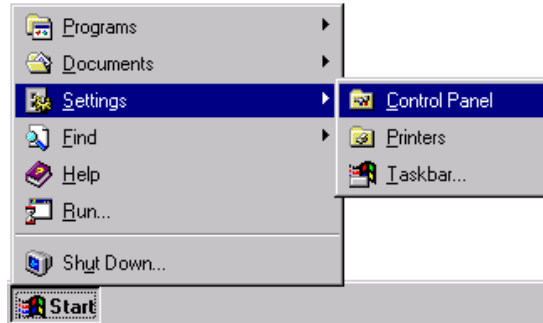 Programs
Documents
Settings
Find
Help
Run...
Shut Down...
Start
Control Panel
Printers
Taskbar...